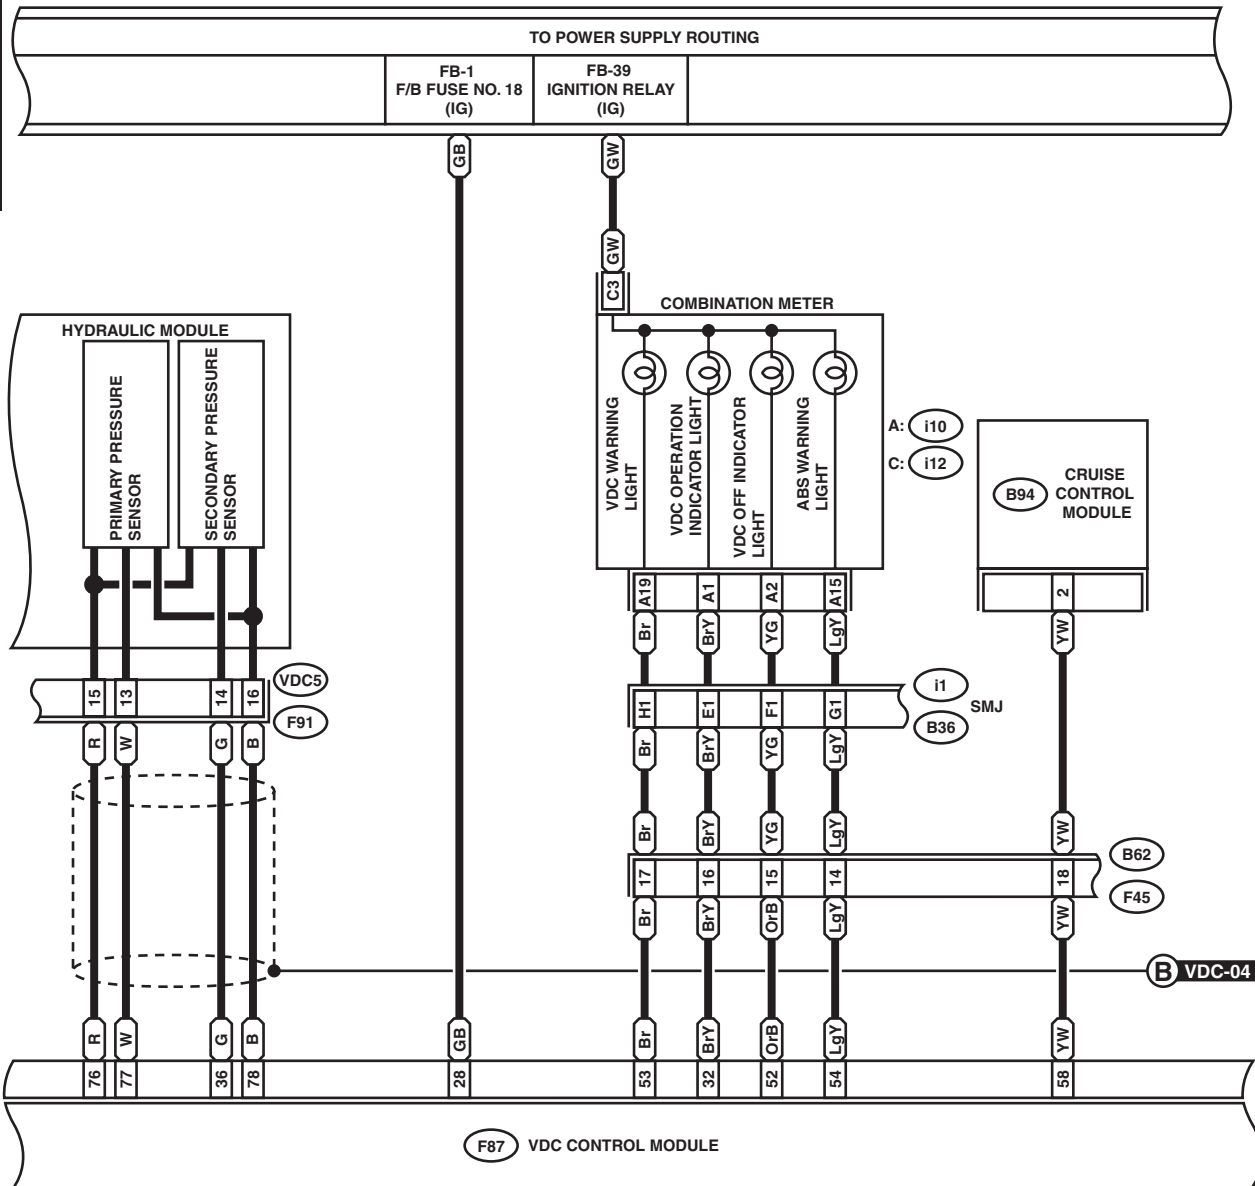 TO POWER SUPPLY ROUTING
FB-1
F/B FUSE NO. 18
(IG)
FB-39
IGNITION RELAY
(IG)
GB
GW
GW
C3
COMBINATION METER
HYDRAULIC MODULE
PRIMARY PRESSURE
SENSOR
SECONDARY PRESSURE
SENSOR
VDC WARNING
LIGHT
VDC OPERATION
INDICATOR LIGHT
VDC OFF INDICATOR
LIGHT
ABS WARNING
LIGHT
A: i10
C: i12
B94
CRUISE
CONTROL
MODULE
A19
A1
A2
A15
2
Br
BrY
YG
LgY
YW
15
13
14
16
VDC5
F91
H1
E1
F1
G1
i1
SMJ
B36
R
W
G
B
Br
BrY
YG
LgY
Br
BrY
YG
LgY
YW
17
16
15
14
18
B62
F45
Br
BrY
OrB
LgY
YW
B VDC-04
R
W
G
B
GB
Br
BrY
OrB
LgY
YW
76
77
36
78
28
53
32
52
54
58
F87 VDC CONTROL MODULE